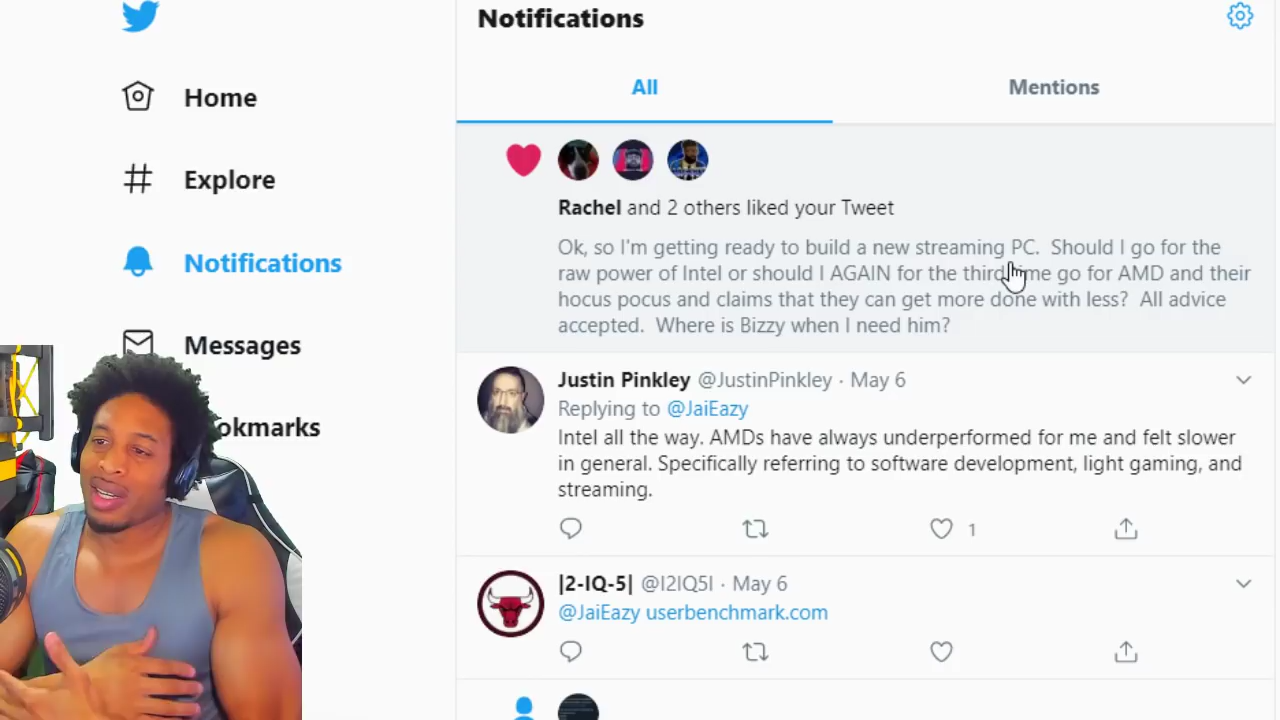 Notifications
All
Mentions
Home
Explore
Notifications
Messages
okmarks
Rachel and 2 others liked your Tweet
Ok, so I'm getting ready to build a new streaming PC. Should I go for the
raw power of Intel or should I AGAIN for the third me go for AMD and their
hocus pocus and claims that they can get more done with less? All advice
accepted. Where is Bizzy when I need him?
Justin Pinkley @JustinPinkley · May 6
Replying to @JaiEazy
Intel all the way. AMDs have always underperformed for me and felt slower
in general. Specifically referring to software development, light gaming, and
streaming.
1
|2-IQ-5| @I2IQ5I · May 6
@JaiEazy userbenchmark.com